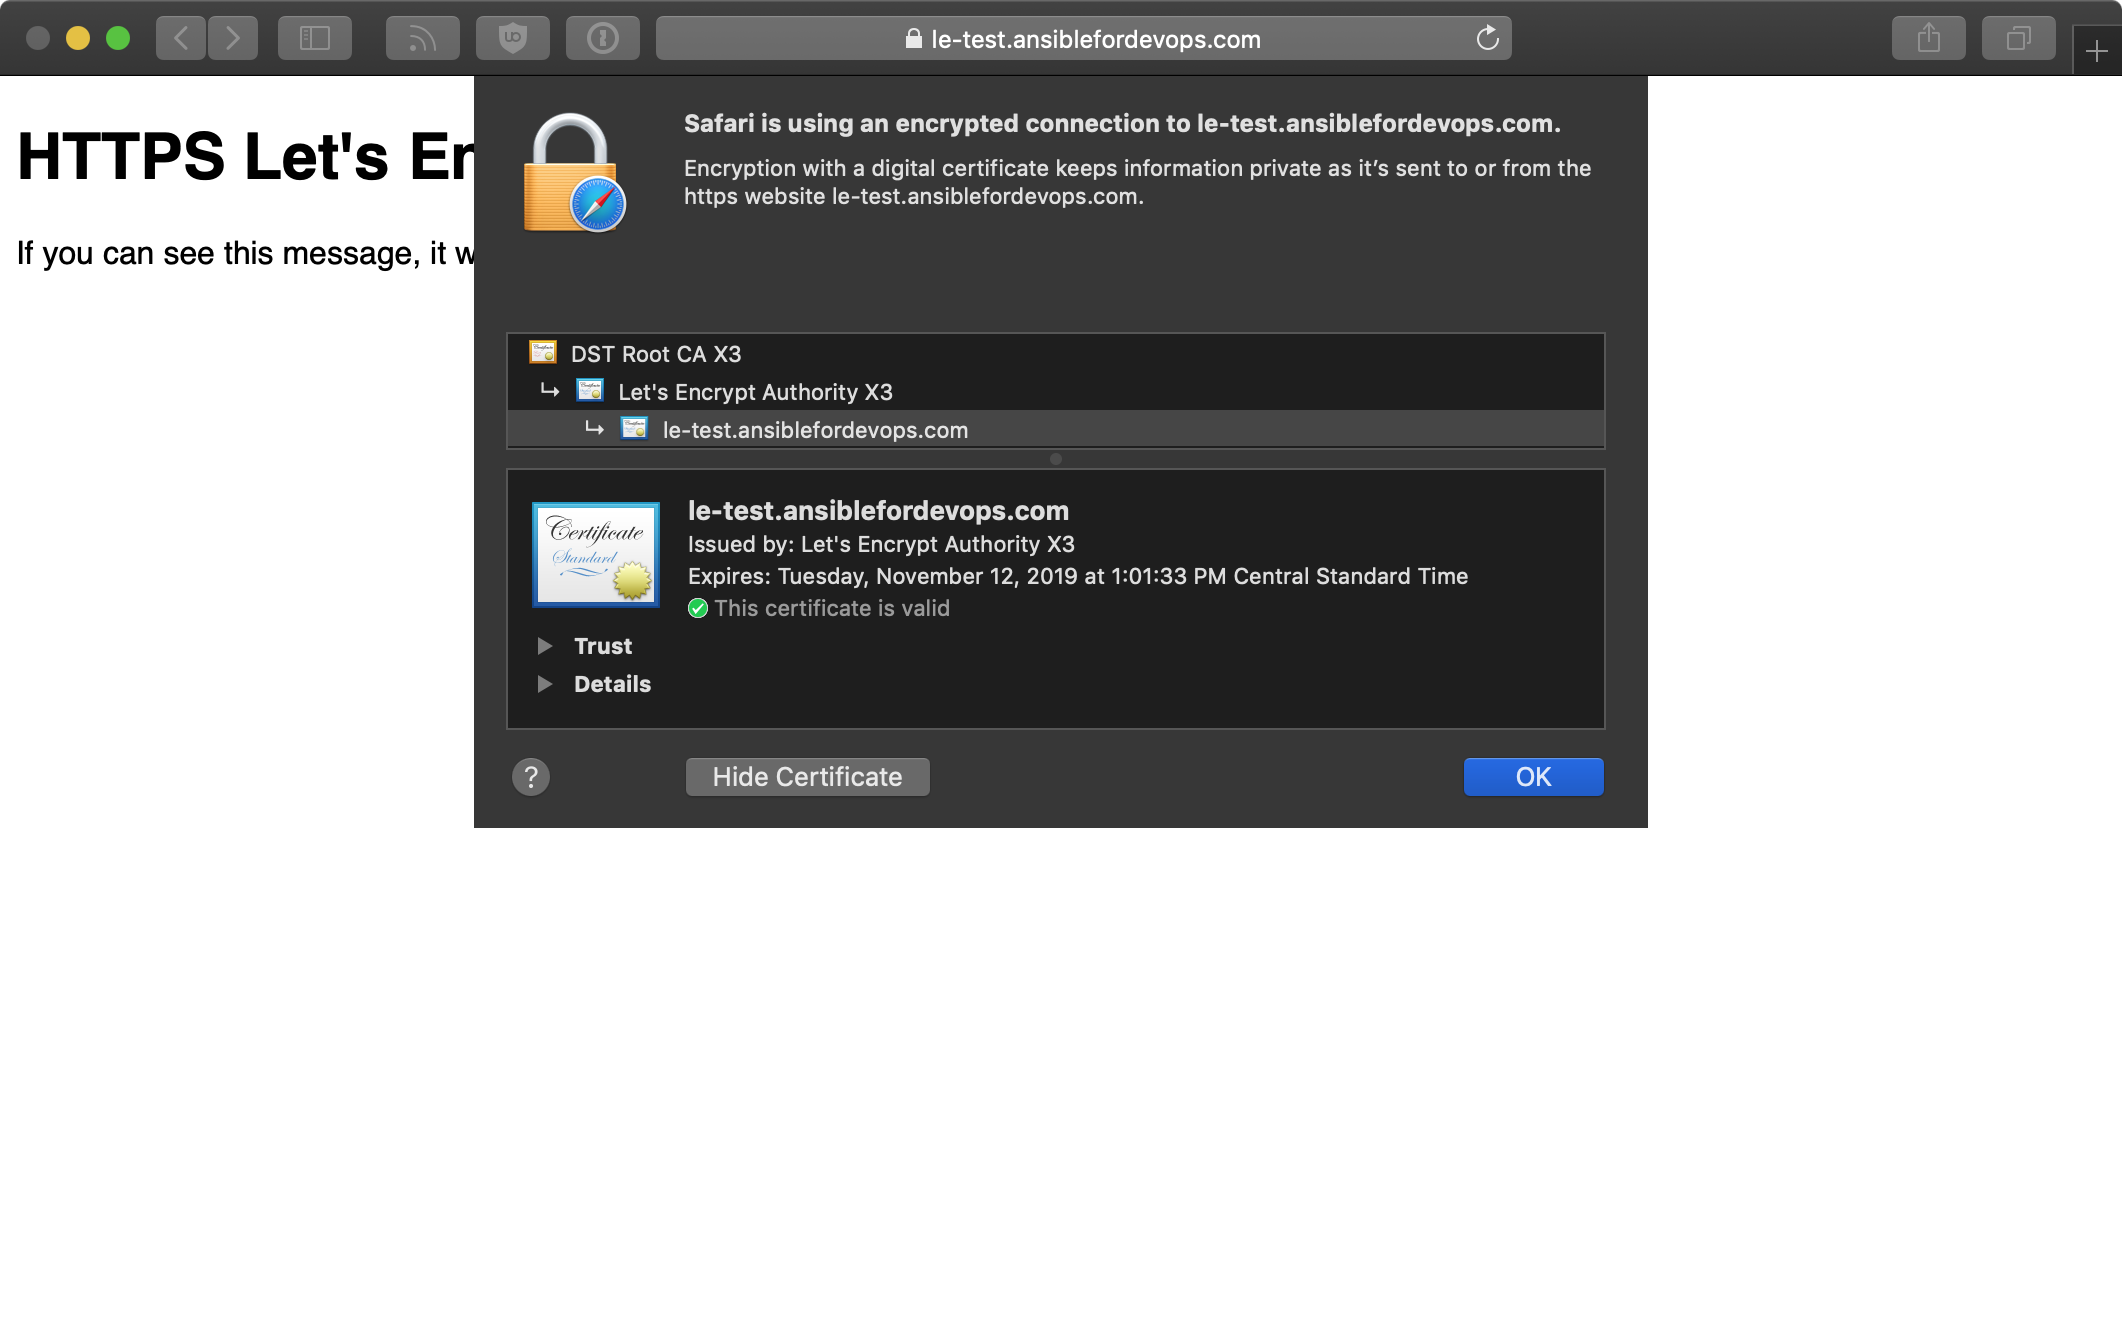 le-test.ansiblefordevops.com
HTTPS Let's En
If you can see this message, it w
Safari is using an encrypted connection to le-test.ansiblefordevops.com.
Encryption with a digital certificate keeps information private as it’s sent to or from the
https website le-test.ansiblefordevops.com.
DST Root CA X3
Let's Encrypt Authority X3
le-test.ansiblefordevops.com
Certificate
Standard
le-test.ansiblefordevops.com
Issued by: Let's Encrypt Authority X3
Expires: Tuesday, November 12, 2019 at 1:01:33 PM Central Standard Time
This certificate is valid
Trust
Details
?
Hide Certificate
OK